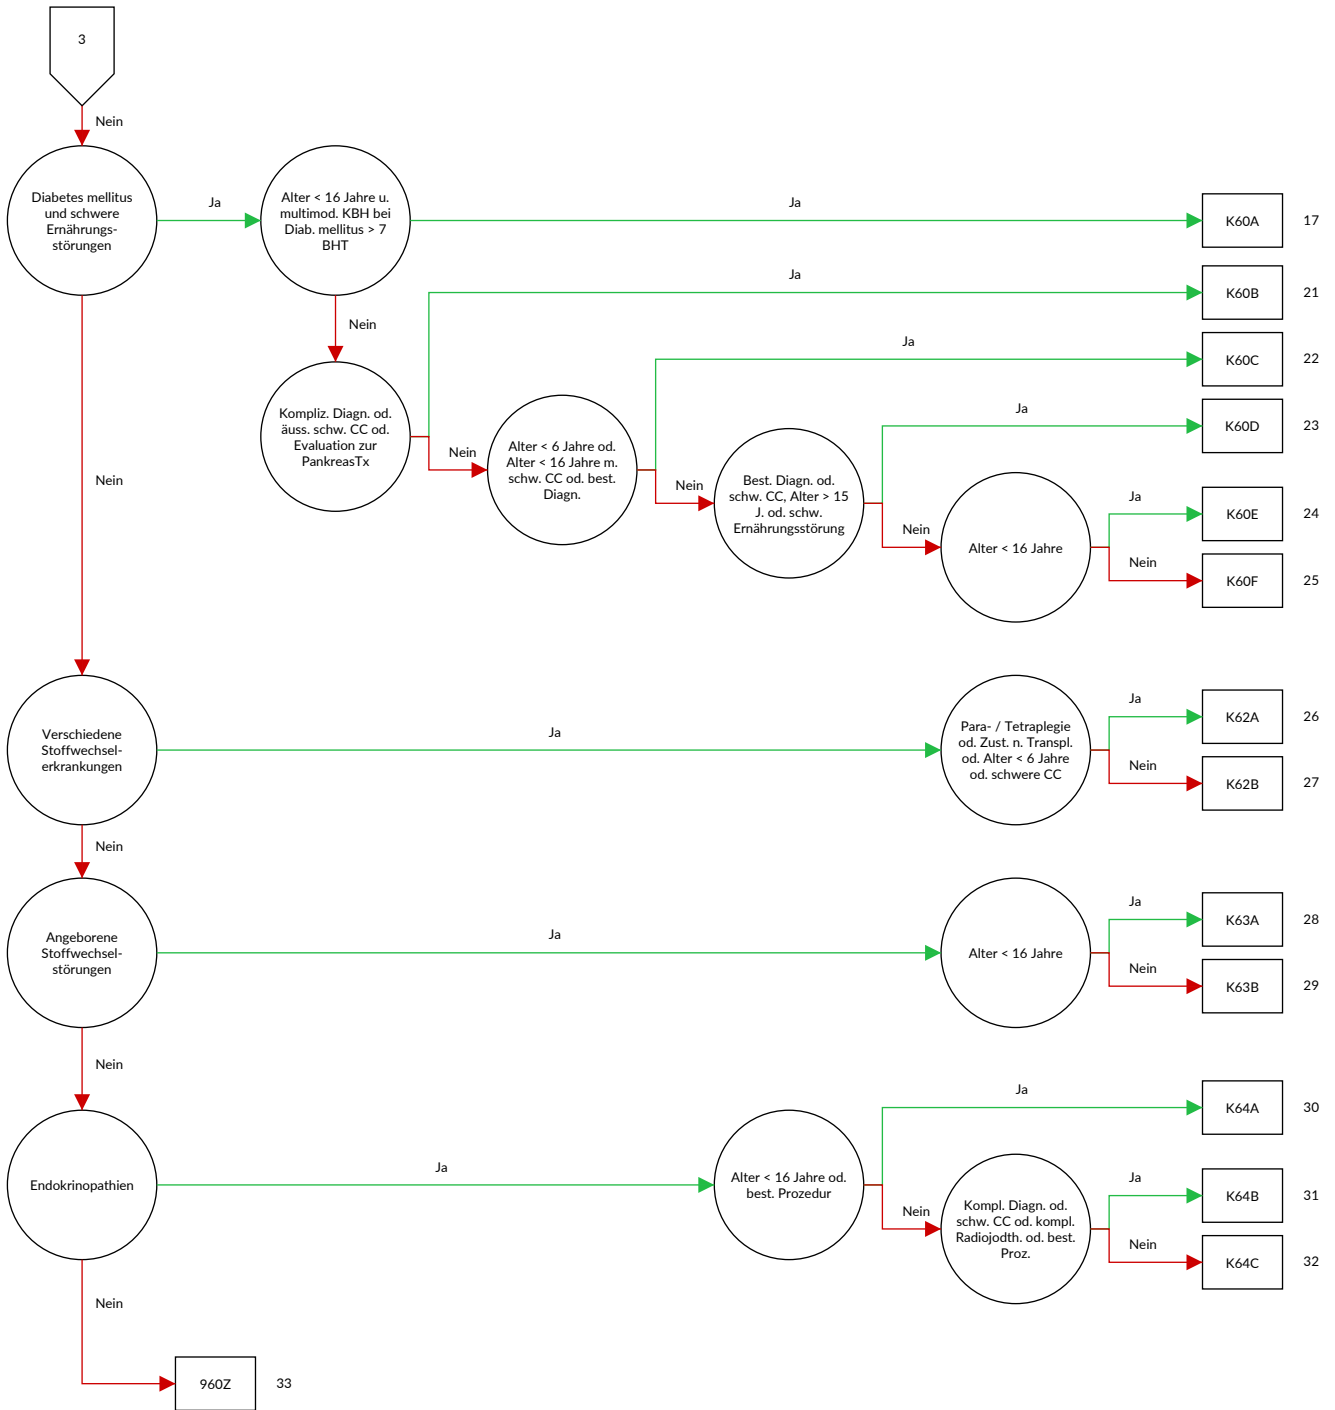 3
Nein
Diabetes mellitus
und schwere
Ernährungs-
störungen
Ja
Alter < 16 Jahre u.
multimod. KBH bei
Diab. mellitus > 7
BHT
Ja
K60A
17
Ja
K60B
21
Nein
Ja
K60C
22
Kompliz. Diagn. od.
äuss. schw. CC od.
Evaluation zur
PankreasTx
Nein
Alter < 6 Jahre od.
Alter < 16 Jahre m.
schw. CC od. best.
Diagn.
Ja
K60D
23
Nein
Nein
Best. Diagn. od.
schw. CC, Alter > 15
J. od. schw.
Ernährungsstörung
Nein
Alter < 16 Jahre
Ja
K60E
24
Nein
K60F
25
Verschiedene
Stoffwechsel-
erkrankungen
Ja
Para- / Tetraplegie
od. Zust. n. Transpl.
od. Alter < 6 Jahre
od. schwere CC
Ja
K62A
26
Nein
K62B
27
Nein
Angeborene
Stoffwechsel-
störungen
Ja
Alter < 16 Jahre
Ja
K63A
28
Nein
K63B
29
Nein
Endokrinopathien
Ja
Alter < 16 Jahre od.
best. Prozedur
Ja
K64A
30
Nein
Kompl. Diagn. od.
schw. CC od. kompl.
Radiojodth. od. best.
Proz.
Ja
K64B
31
Nein
K64C
32
Nein
960Z
33